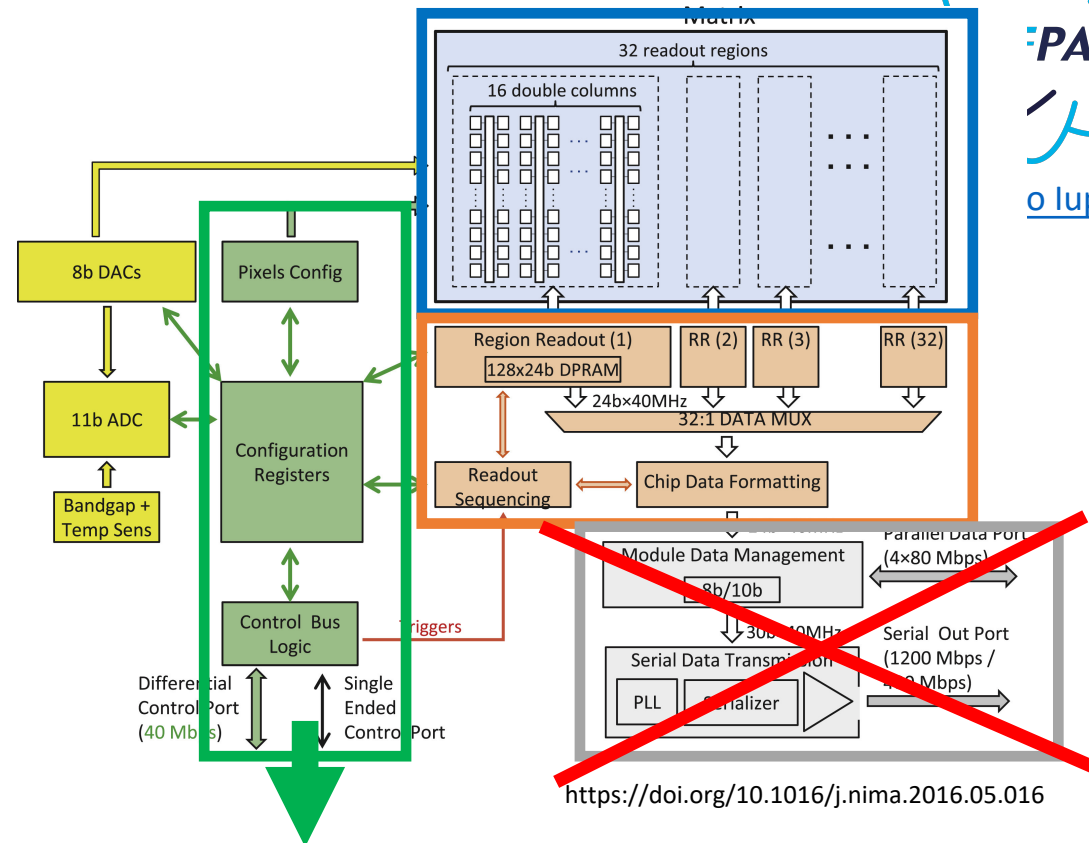 Matrix
32 readout regions
16 double columns
8b DACs
Pixels Config
11b ADC
Configuration
Registers
Bandgap +
Temp Sens
Region Readout (1)
128x24b DPRAM
RR (2)
RR (3)
RR (32)
24b×40MHz
32:1 DATA MUX
Readout
Sequencing
Chip Data Formatting
Control Bus
Logic
Triggers
Differential
Control Port
(40 Mbps)
Single
Ended
Control Port
Module Data Management
8b/10b
Parallel Data Port
(4×80 Mbps)
30b×40MHz
Serial Data Transmission
PLL
Serializer
Serial Out Port
(1200 Mbps /
Mbps)
https://doi.org/10.1016/j.nima.2016.05.016